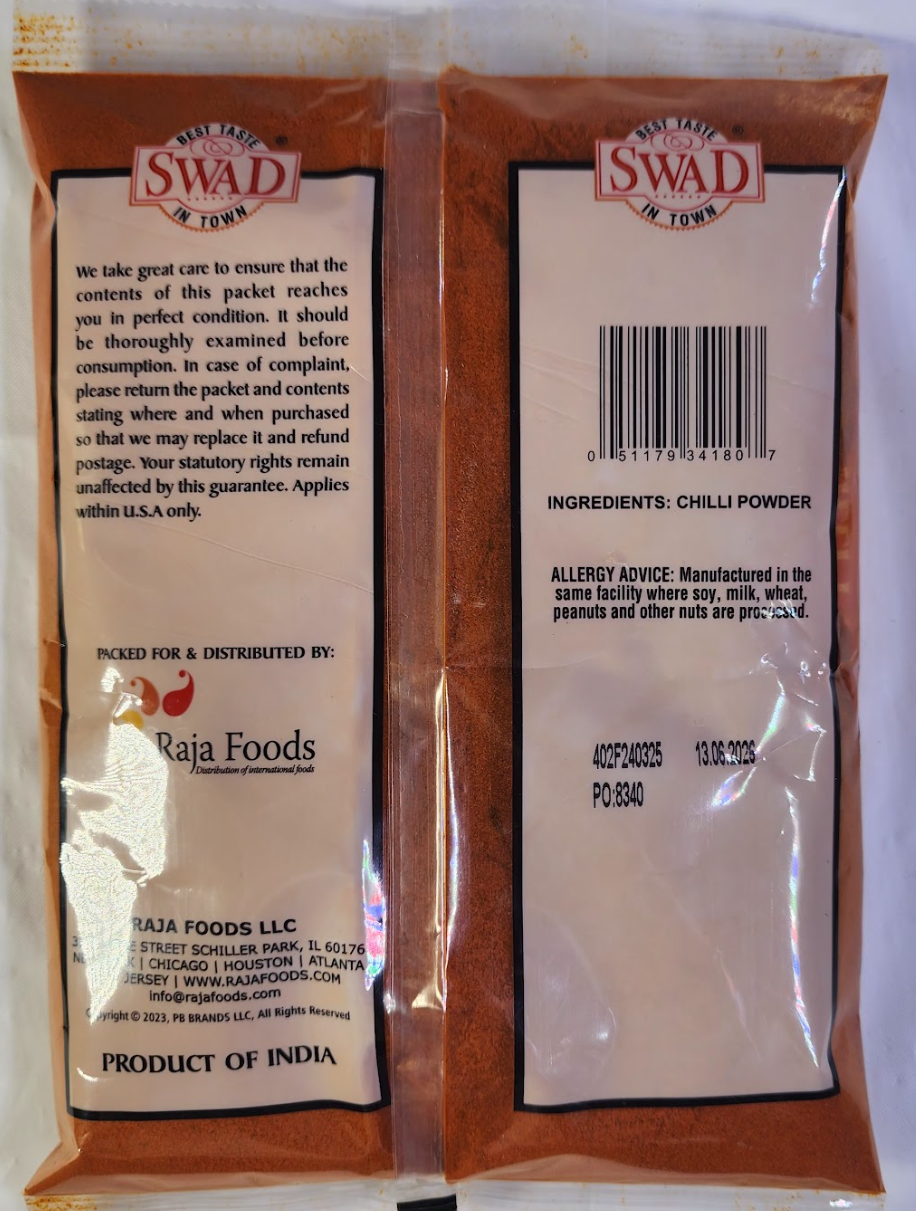 BEST TASTE
SWAD ®
IN TOWN
We take great care to ensure that the
contents of this packet reaches
you in perfect condition. It should
be thoroughly examined before
consumption. In case of complaint,
please return the packet and contents
stating where and when purchased
so that we may replace it and refund
postage. Your statutory rights remain
unaffected by this guarantee. Applies
within U.S.A only.
PACKED FOR & DISTRIBUTED BY:
Raja Foods
Distribution of international foods
RAJA FOODS LLC
STREET SCHILLER PARK, IL 60176
| CHICAGO | HOUSTON | ATLANTA
JERSEY | WWW.RAJAFOODS.COM
info@rajafoods.com
Copyright © 2023, PB BRANDS LLC, All Rights Reserved
PRODUCT OF INDIA
BEST TASTE
SWAD ®
IN TOWN
0 51179 34180 7
INGREDIENTS: CHILLI POWDER
ALLERGY ADVICE: Manufactured in the
same facility where soy, milk, wheat,
peanuts and other nuts are processed.
402F240325 13.06.2026
PO:8340